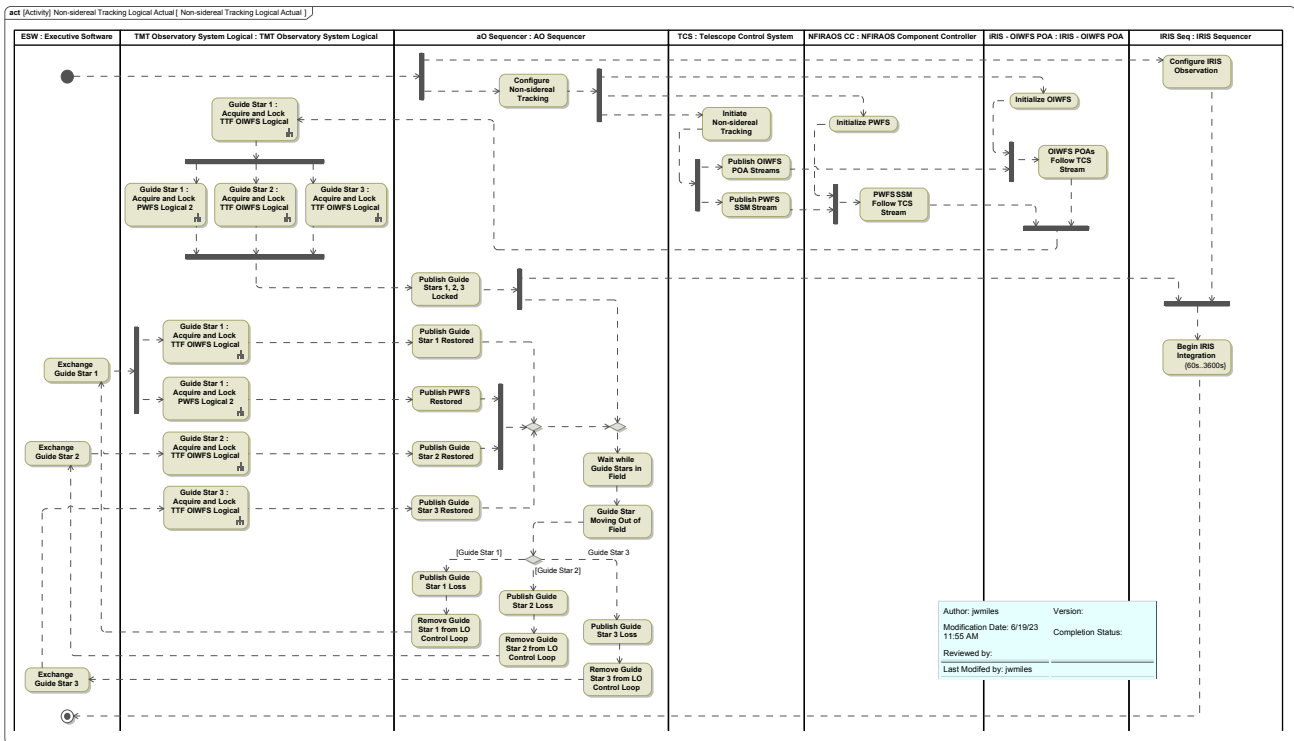 act [Activity] Non-sidereal Tracking Logical Actual [ Non-sidereal Tracking Logical Actual ]
ESW : Executive Software
TMT Observatory System Logical : TMT Observatory System Logical
aO Sequencer : AO Sequencer
TCS : Telescope Control System
NFIRAOS CC : NFIRAOS Component Controller
iRIS - OIWFS POA : IRIS - OIWFS POA
IRIS Seq : IRIS Sequencer
Configure IRIS
Observation
Configure
Non-sidereal
Tracking
Initialize OIWFS
Guide Star 1 :
Acquire and Lock
TTF OIWFS Logical
Initiate
Non-sidereal
Tracking
Initialize PWFS
OIWFS POAs
Follow TCS
Stream
Publish OIWFS
POA Streams
Guide Star 1 :
Acquire and Lock
PWFS Logical 2
Guide Star 2 :
Acquire and Lock
TTF OIWFS Logical
Guide Star 3 :
Acquire and Lock
TTF OIWFS Logical
Publish PWFS
SSM Stream
PWFS SSM
Follow TCS
Stream
Publish Guide
Stars 1, 2, 3
Locked
Guide Star 1 :
Acquire and Lock
TTF OIWFS Logical
Publish Guide
Star 1 Restored
Begin IRIS
Integration
{60s..3600s}
Exchange
Guide Star 1
Guide Star 1 :
Acquire and Lock
PWFS Logical 2
Publish PWFS
Restored
Exchange
Guide Star 2
Guide Star 2 :
Acquire and Lock
TTF OIWFS Logical
Publish Guide
Star 2 Restored
Wait while
Guide Stars in
Field
Guide Star 3 :
Acquire and Lock
TTF OIWFS Logical
Publish Guide
Star 3 Restored
Guide Star
Moving Out of
Field
[Guide Star 1]
Guide Star 3
[Guide Star 2]
Publish Guide
Star 1 Loss
Publish Guide
Star 2 Loss
Remove Guide
Star 1 from LO
Control Loop
Publish Guide
Star 3 Loss
Remove Guide
Star 2 from LO
Control Loop
Exchange
Guide Star 3
Remove Guide
Star 3 from LO
Control Loop
Author: jwmiles
Version:
Modification Date: 6/19/23
11:55 AM
Completion Status:
Reviewed by:
Last Modifed by: jwmiles